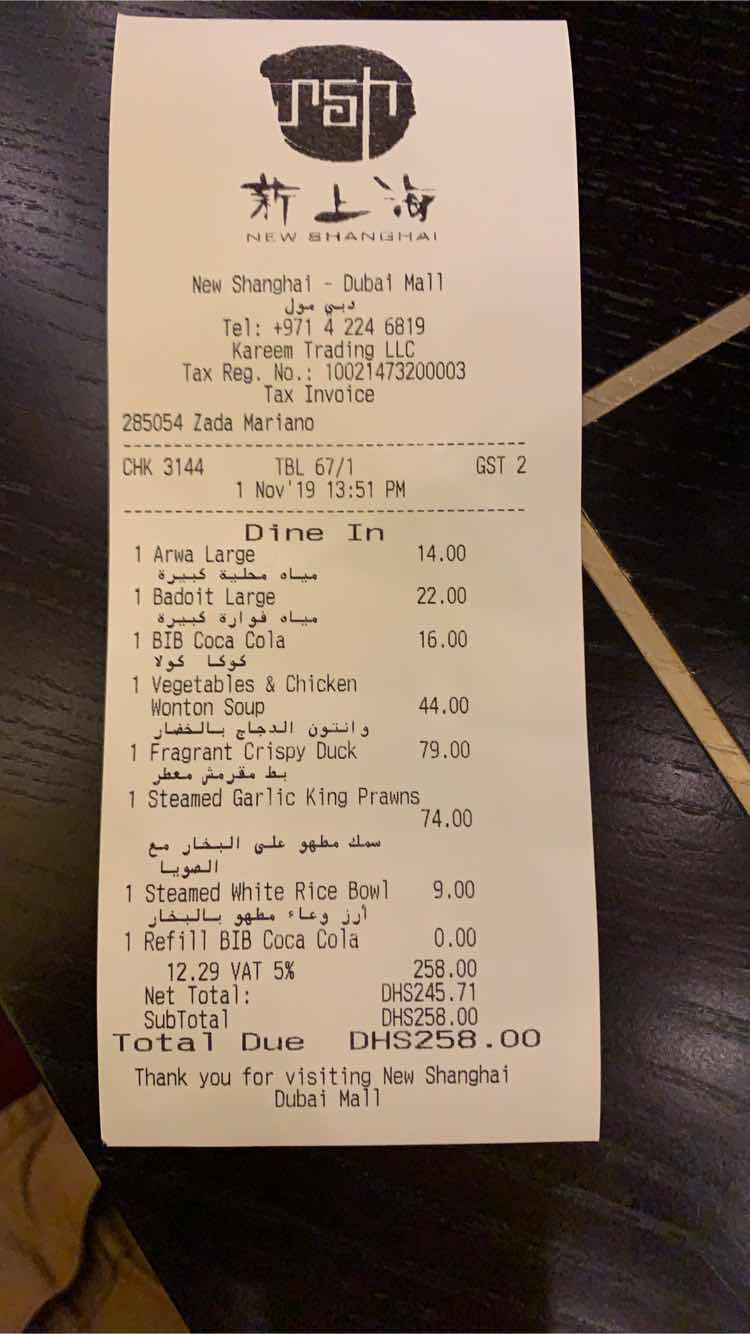 nsh
新上海
NEW SHANGHAI
New Shanghai - Dubai Mall
دبي مول
Tel: +971 4 224 6819
Kareem Trading LLC
Tax Reg. No.: 10021473200003
Tax Invoice
285054 Zada Mariano
CHK 3144 TBL 67/1 GST 2
1 Nov'19 13:51 PM
Dine In
1 Arwa Large 14.00
مياه محلية كبيرة
1 Badoit Large 22.00
مياه فوارة كبيرة
1 BIB Coca Cola 16.00
كوكا كولا
1 Vegetables & Chicken
Wonton Soup 44.00
وانتون الدجاج بالخضار
1 Fragrant Crispy Duck 79.00
بط مقرمش معطر
1 Steamed Garlic King Prawns
74.00
سمك مطهو على البخار مع
الصويا
1 Steamed White Rice Bowl 9.00
أرز وعاء مطهو بالبخار
1 Refill BIB Coca Cola 0.00
12.29 VAT 5% 258.00
Net Total: DHS245.71
SubTotal DHS258.00
Total Due DHS258.00
Thank you for visiting New Shanghai
Dubai Mall